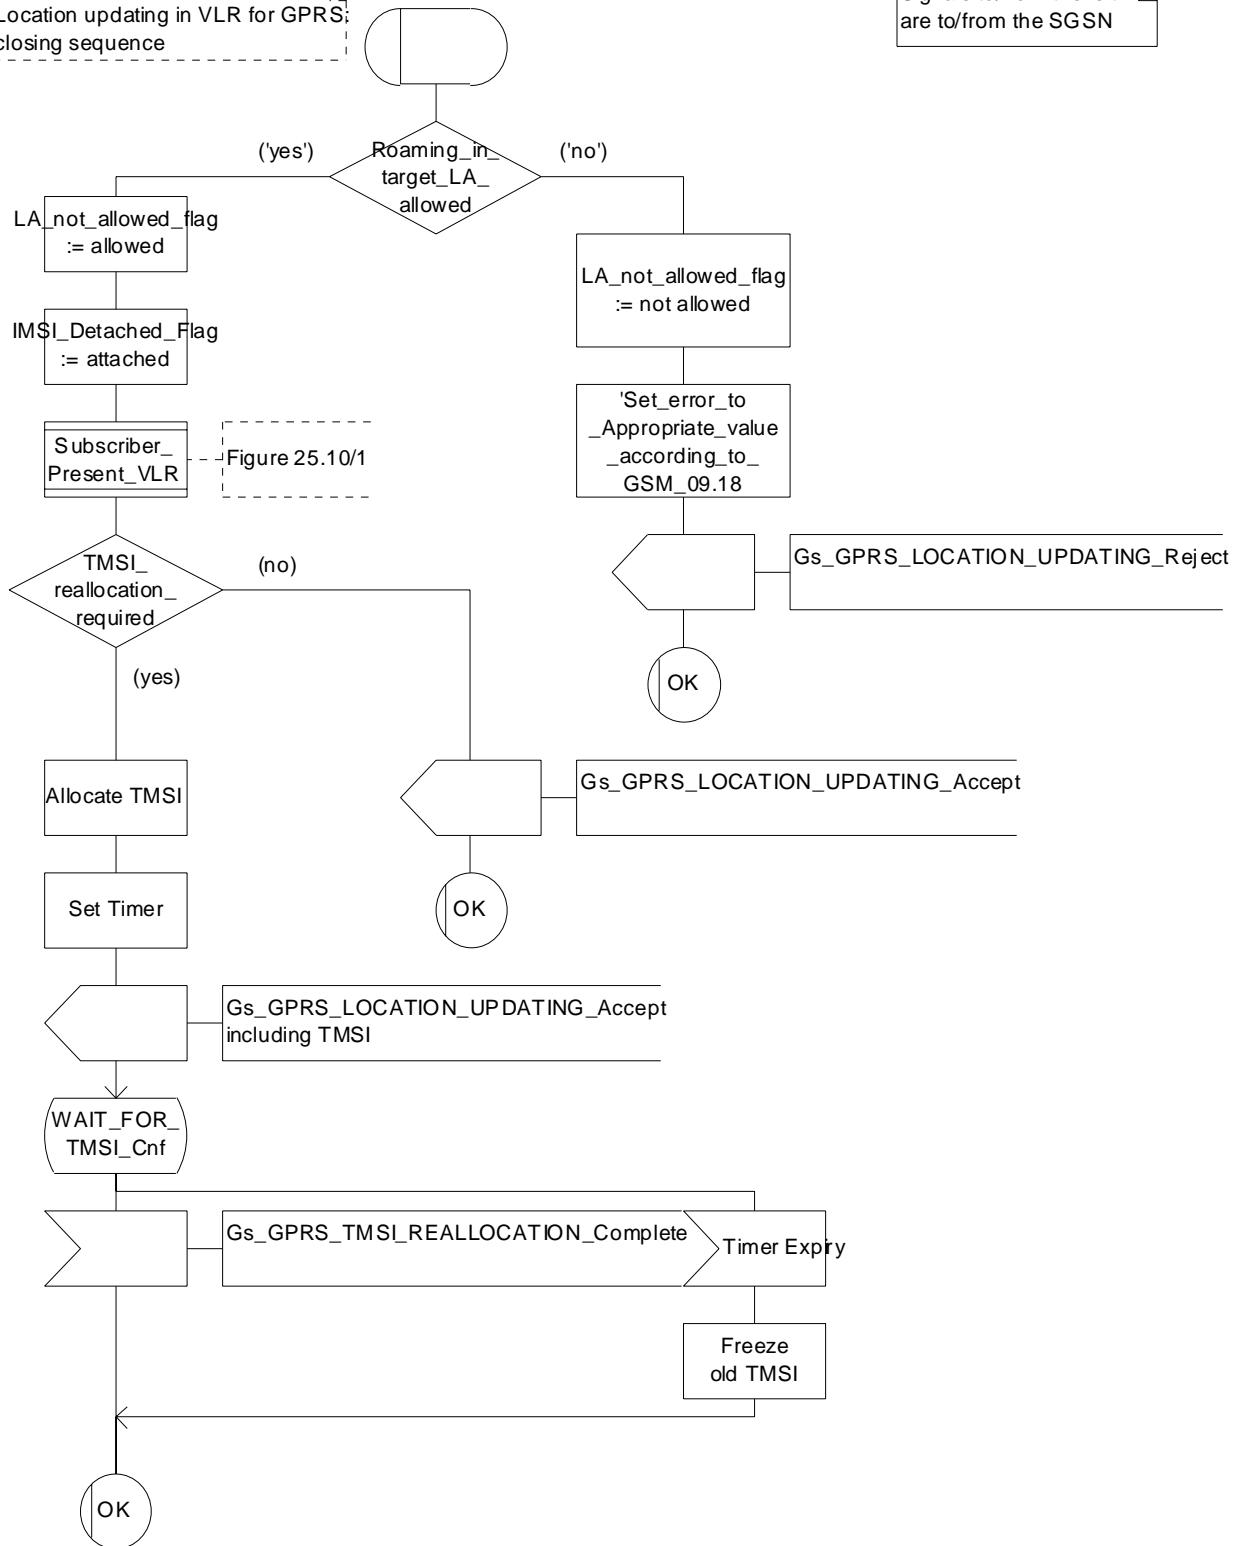 Location updating in VLR for GPRS:
closing sequence
are to/from the SGSN
('yes')
Roaming_in_
target_LA_
allowed
('no')
LA_not_allowed_flag
:= allowed
LA_not_allowed_flag
:= not allowed
IMSI_Detached_Flag
:= attached
'Set_error_to
_Appropriate_value
_according_to_
GSM_09.18
Subscriber_
Present_VLR
Figure 25.10/1
Gs_GPRS_LOCATION_UPDATING_Reject
TMSI_
reallocation_
required
(no)
(yes)
OK
Allocate TMSI
Gs_GPRS_LOCATION_UPDATING_Accept
Set Timer
OK
Gs_GPRS_LOCATION_UPDATING_Accept
including TMSI
WAIT_FOR_
TMSI_Cnf
Gs_GPRS_TMSI_REALLOCATION_Complete
Timer Expiry
Freeze
old TMSI
OK